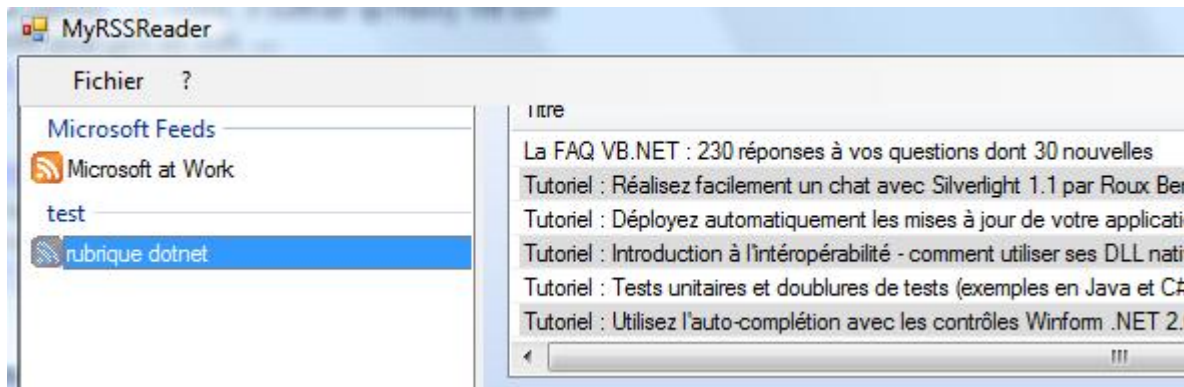 MyRSSReader
Fichier ?
Microsoft Feeds
Microsoft at Work
test
rubrique dotnet
Titre
La FAQ VB.NET : 230 réponses à vos questions dont 30 nouvelles
Tutoriel : Réalisez facilement un chat avec Silverlight 1.1 par Roux Ber
Tutoriel : Déployez automatiquement les mises à jour de votre applicati
Tutoriel : Introduction à l'intéropérabilité - comment utiliser ses DLL nati
Tutoriel : Tests unitaires et doublures de tests (exemples en Java et C#
Tutoriel : Utilisez l'auto-complétion avec les contrôles Winform .NET 2.